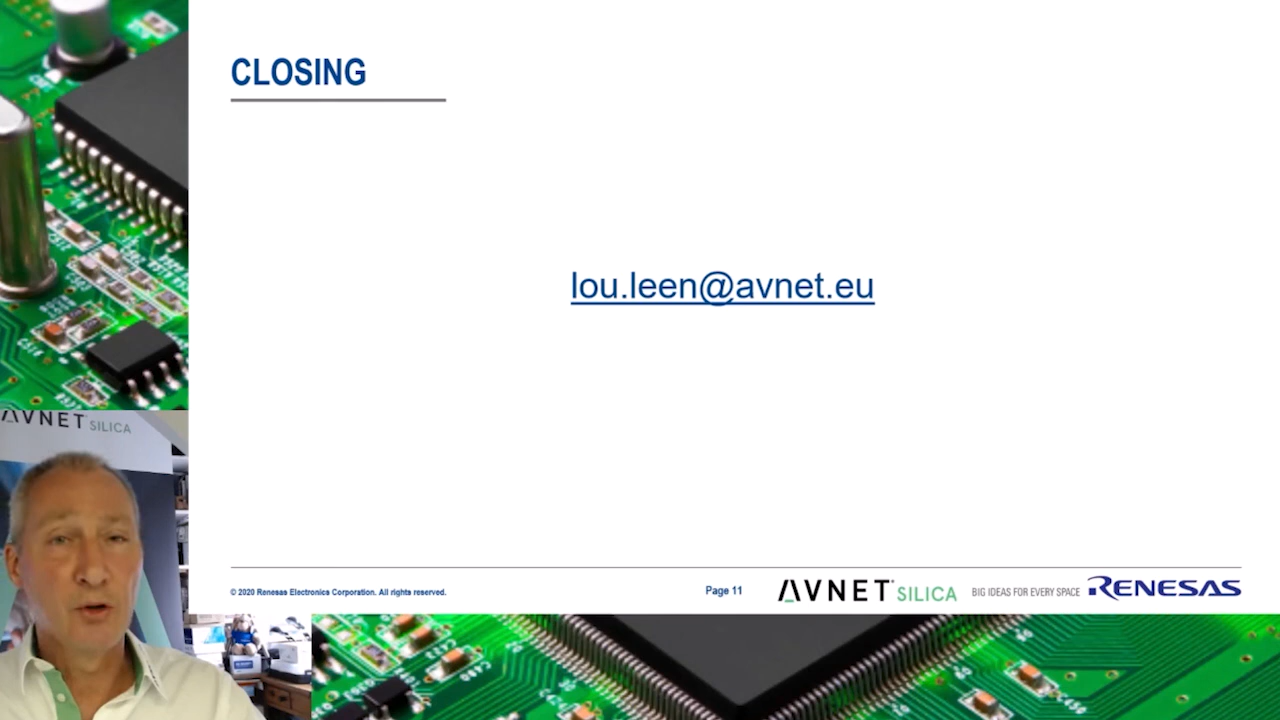 CLOSING
lou.leen@avnet.eu
AVNET SILICA
© 2020 Renesas Electronics Corporation. All rights reserved.
Page 11
AVNET SILICA
BIG IDEAS FOR EVERY SPACE RENESAS